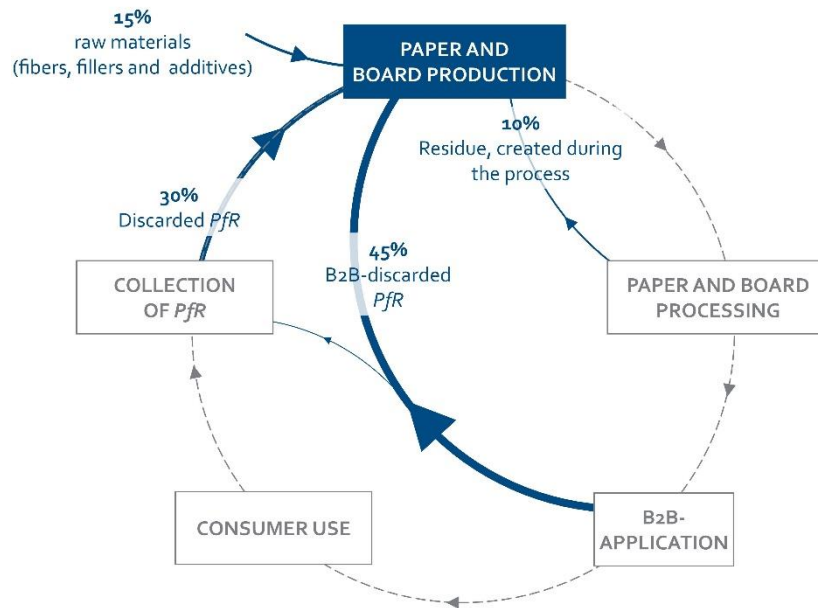 15%
raw materials
(fibers, fillers and additives)
PAPER AND
BOARD PRODUCTION
10%
Residue, created during
the process
30%
Discarded PfR
45%
B2B-discarded
PfR
COLLECTION
OF PfR
PAPER AND BOARD
PROCESSING
CONSUMER USE
B2B-
APPLICATION